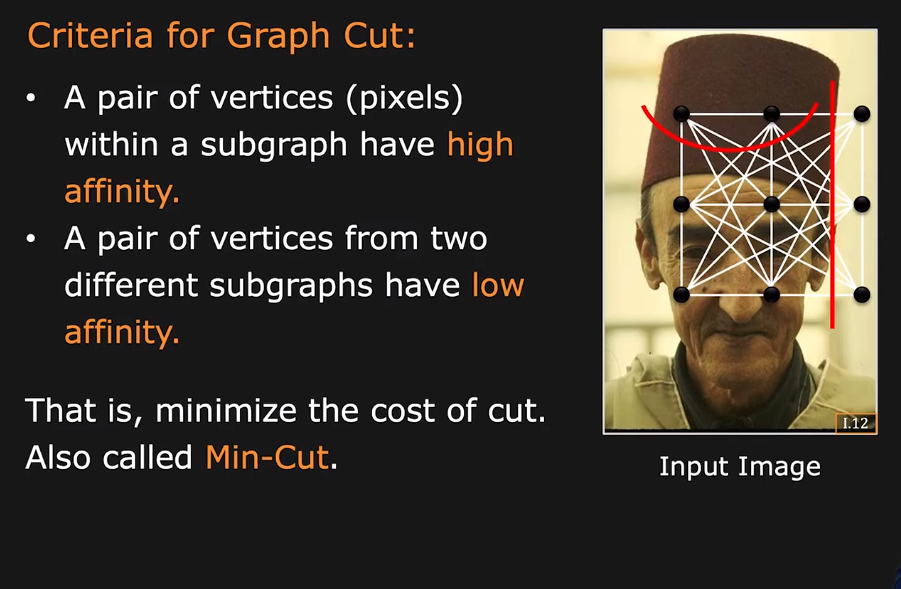 Criteria for Graph Cut:
• A pair of vertices (pixels)
within a subgraph have high
affinity.
• A pair of vertices from two
different subgraphs have low
affinity.
That is, minimize the cost of cut.
Also called Min-Cut.
I.12
Input Image